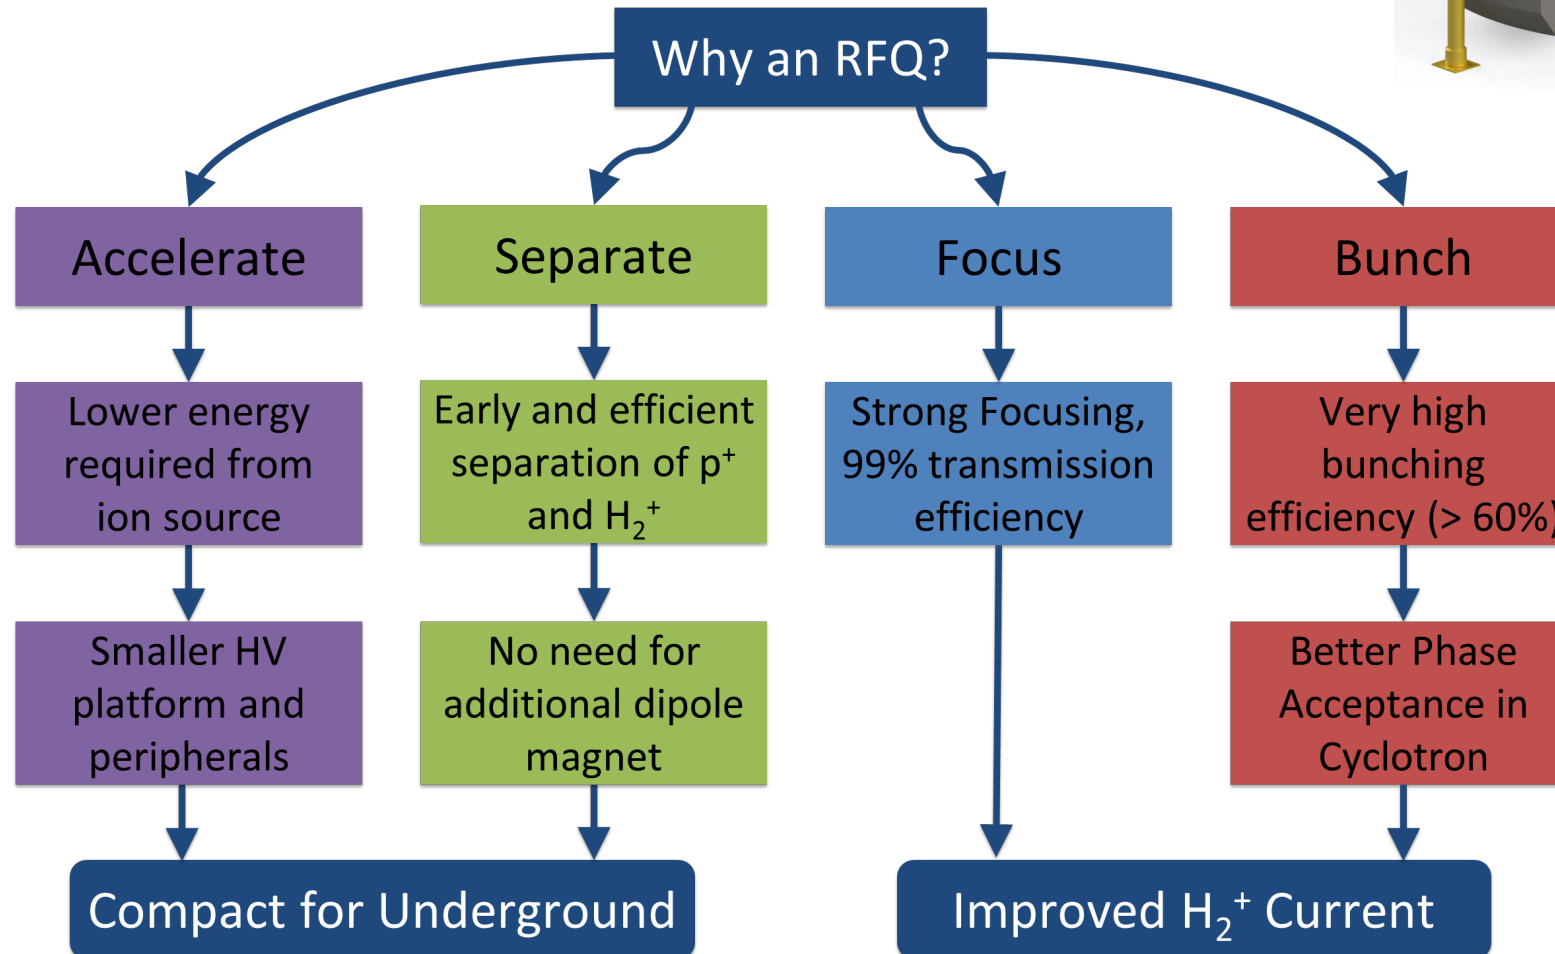 Why an RFQ?
Accelerate
Separate
Focus
Bunch
Lower energy
required from
ion source
Early and efficient
separation of p⁺
and H₂⁺
Strong Focusing,
99% transmission
efficiency
Very high
bunching
efficiency (> 60%)
Smaller HV
platform and
peripherals
No need for
additional dipole
magnet
Better Phase
Acceptance in
Cyclotron
Compact for Underground
Improved H₂⁺ Current